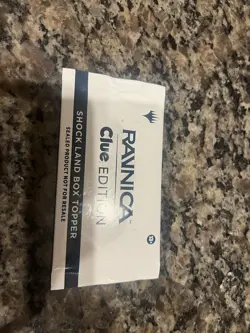 RAVNICA
Clue EDITION
SHOCK LAND BOX TOPPER
SEALED PRODUCT NOT FOR RESALE